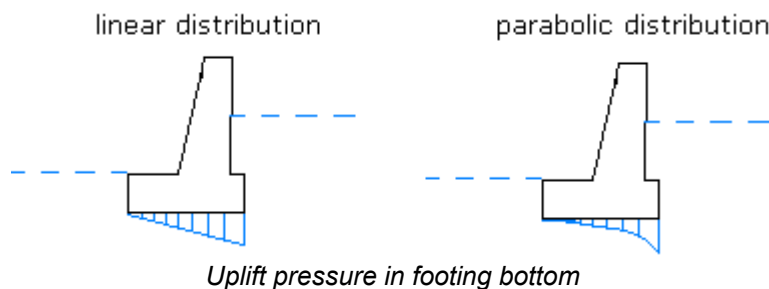 linear distribution
parabolic distribution
Uplift pressure in footing bottom